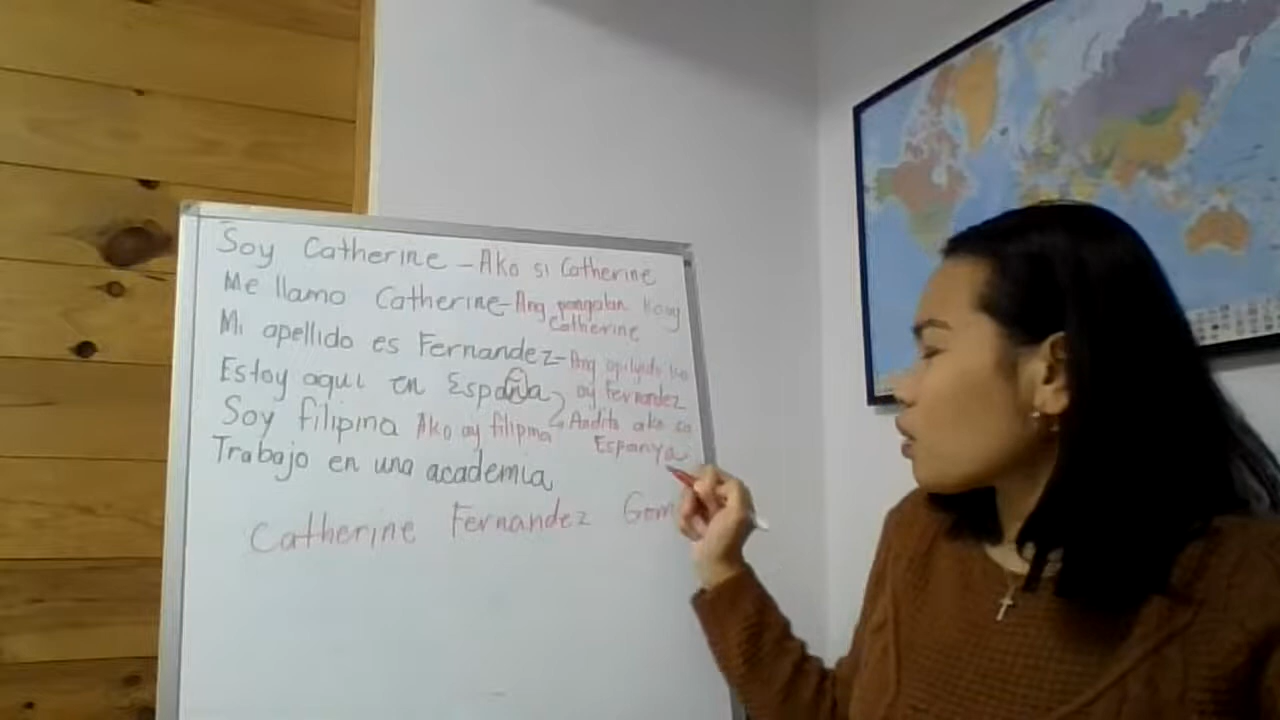 Soy Catherine - Ako si Catherine
Me llamo Catherine - Ang pangalan ko ay
Catherine
Mi apellido es Fernandez - Ang apilyido ko
ay Fernandez
Estoy aqui en España
Andito ako sa
Espanya
Soy filipina Ako ay filipina
Trabajo en una academia
Catherine Fernandez Gom